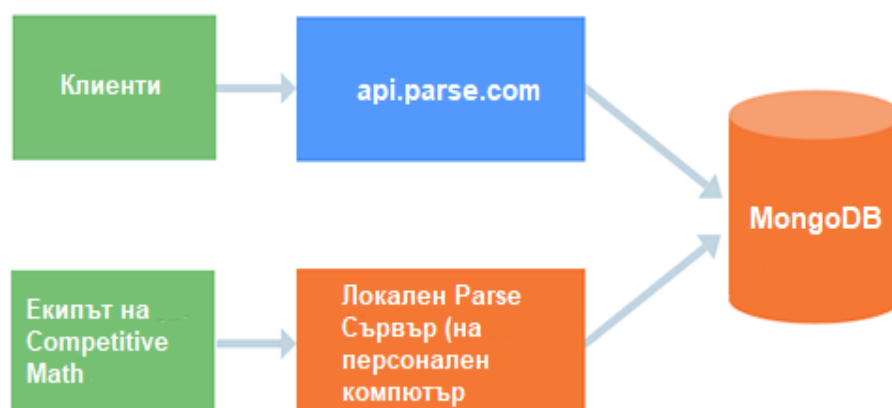 Клиенти
api.parse.com
MongoDB
Екипът на
Competitive
Math
Локален Parse
Сървър (на
персонален
компютър